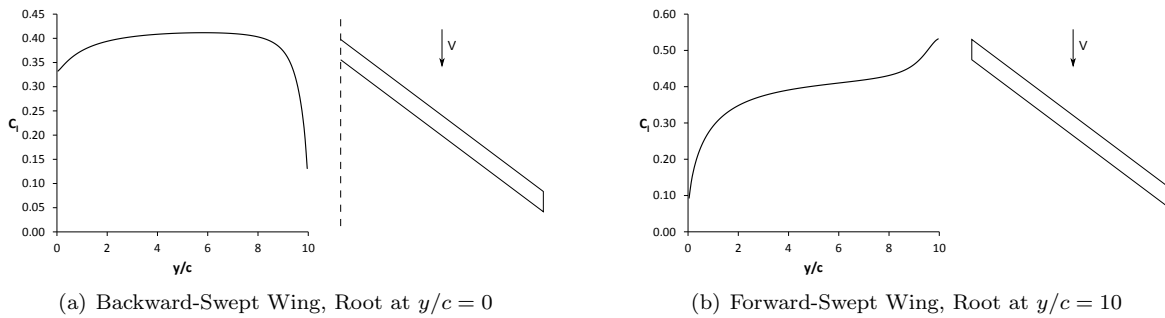 0.45
0.40
0.35
0.30
0.25
0.20
0.15
0.10
0.05
0.00
Cl
0 2 4 6 8 10
y/c
V
(a) Backward-Swept Wing, Root at y/c = 0
0.60
0.50
0.40
0.30
0.20
0.10
0.00
Cl
0 2 4 6 8 10
y/c
V
(b) Forward-Swept Wing, Root at y/c = 10